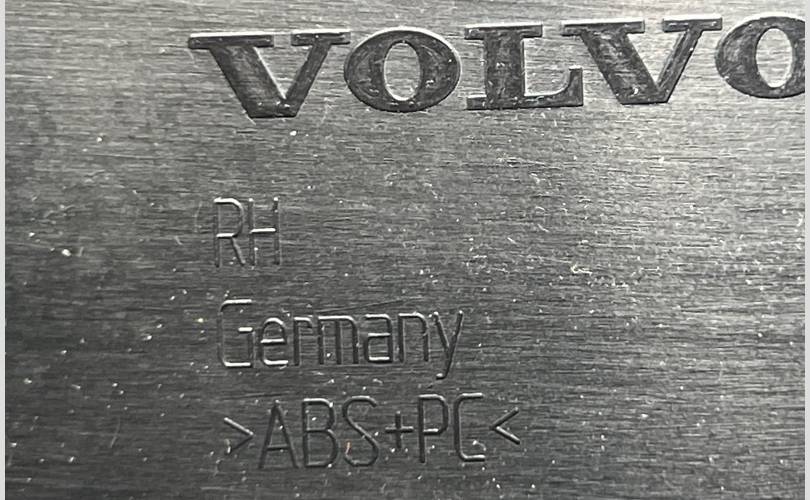 VOLVO
RH
Germany
>ABS+PC<